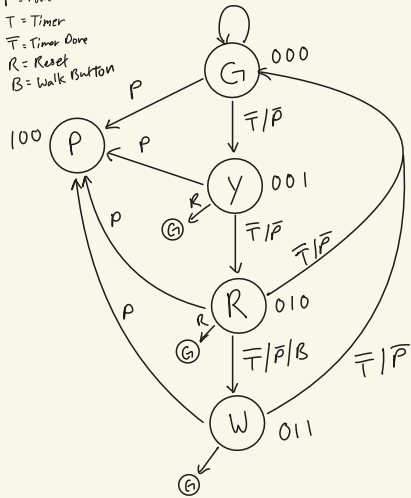 T = Timer
T̅ = Timer Done
R = Reset
B = Walk Button
G 000
P
T̅/P̅
100 P
P
Y 001
R
G
T̅/P̅
P
T̅/P̅
R 010
R
G
P
T̅/P̅/B
T̅/P̅
W 011
G